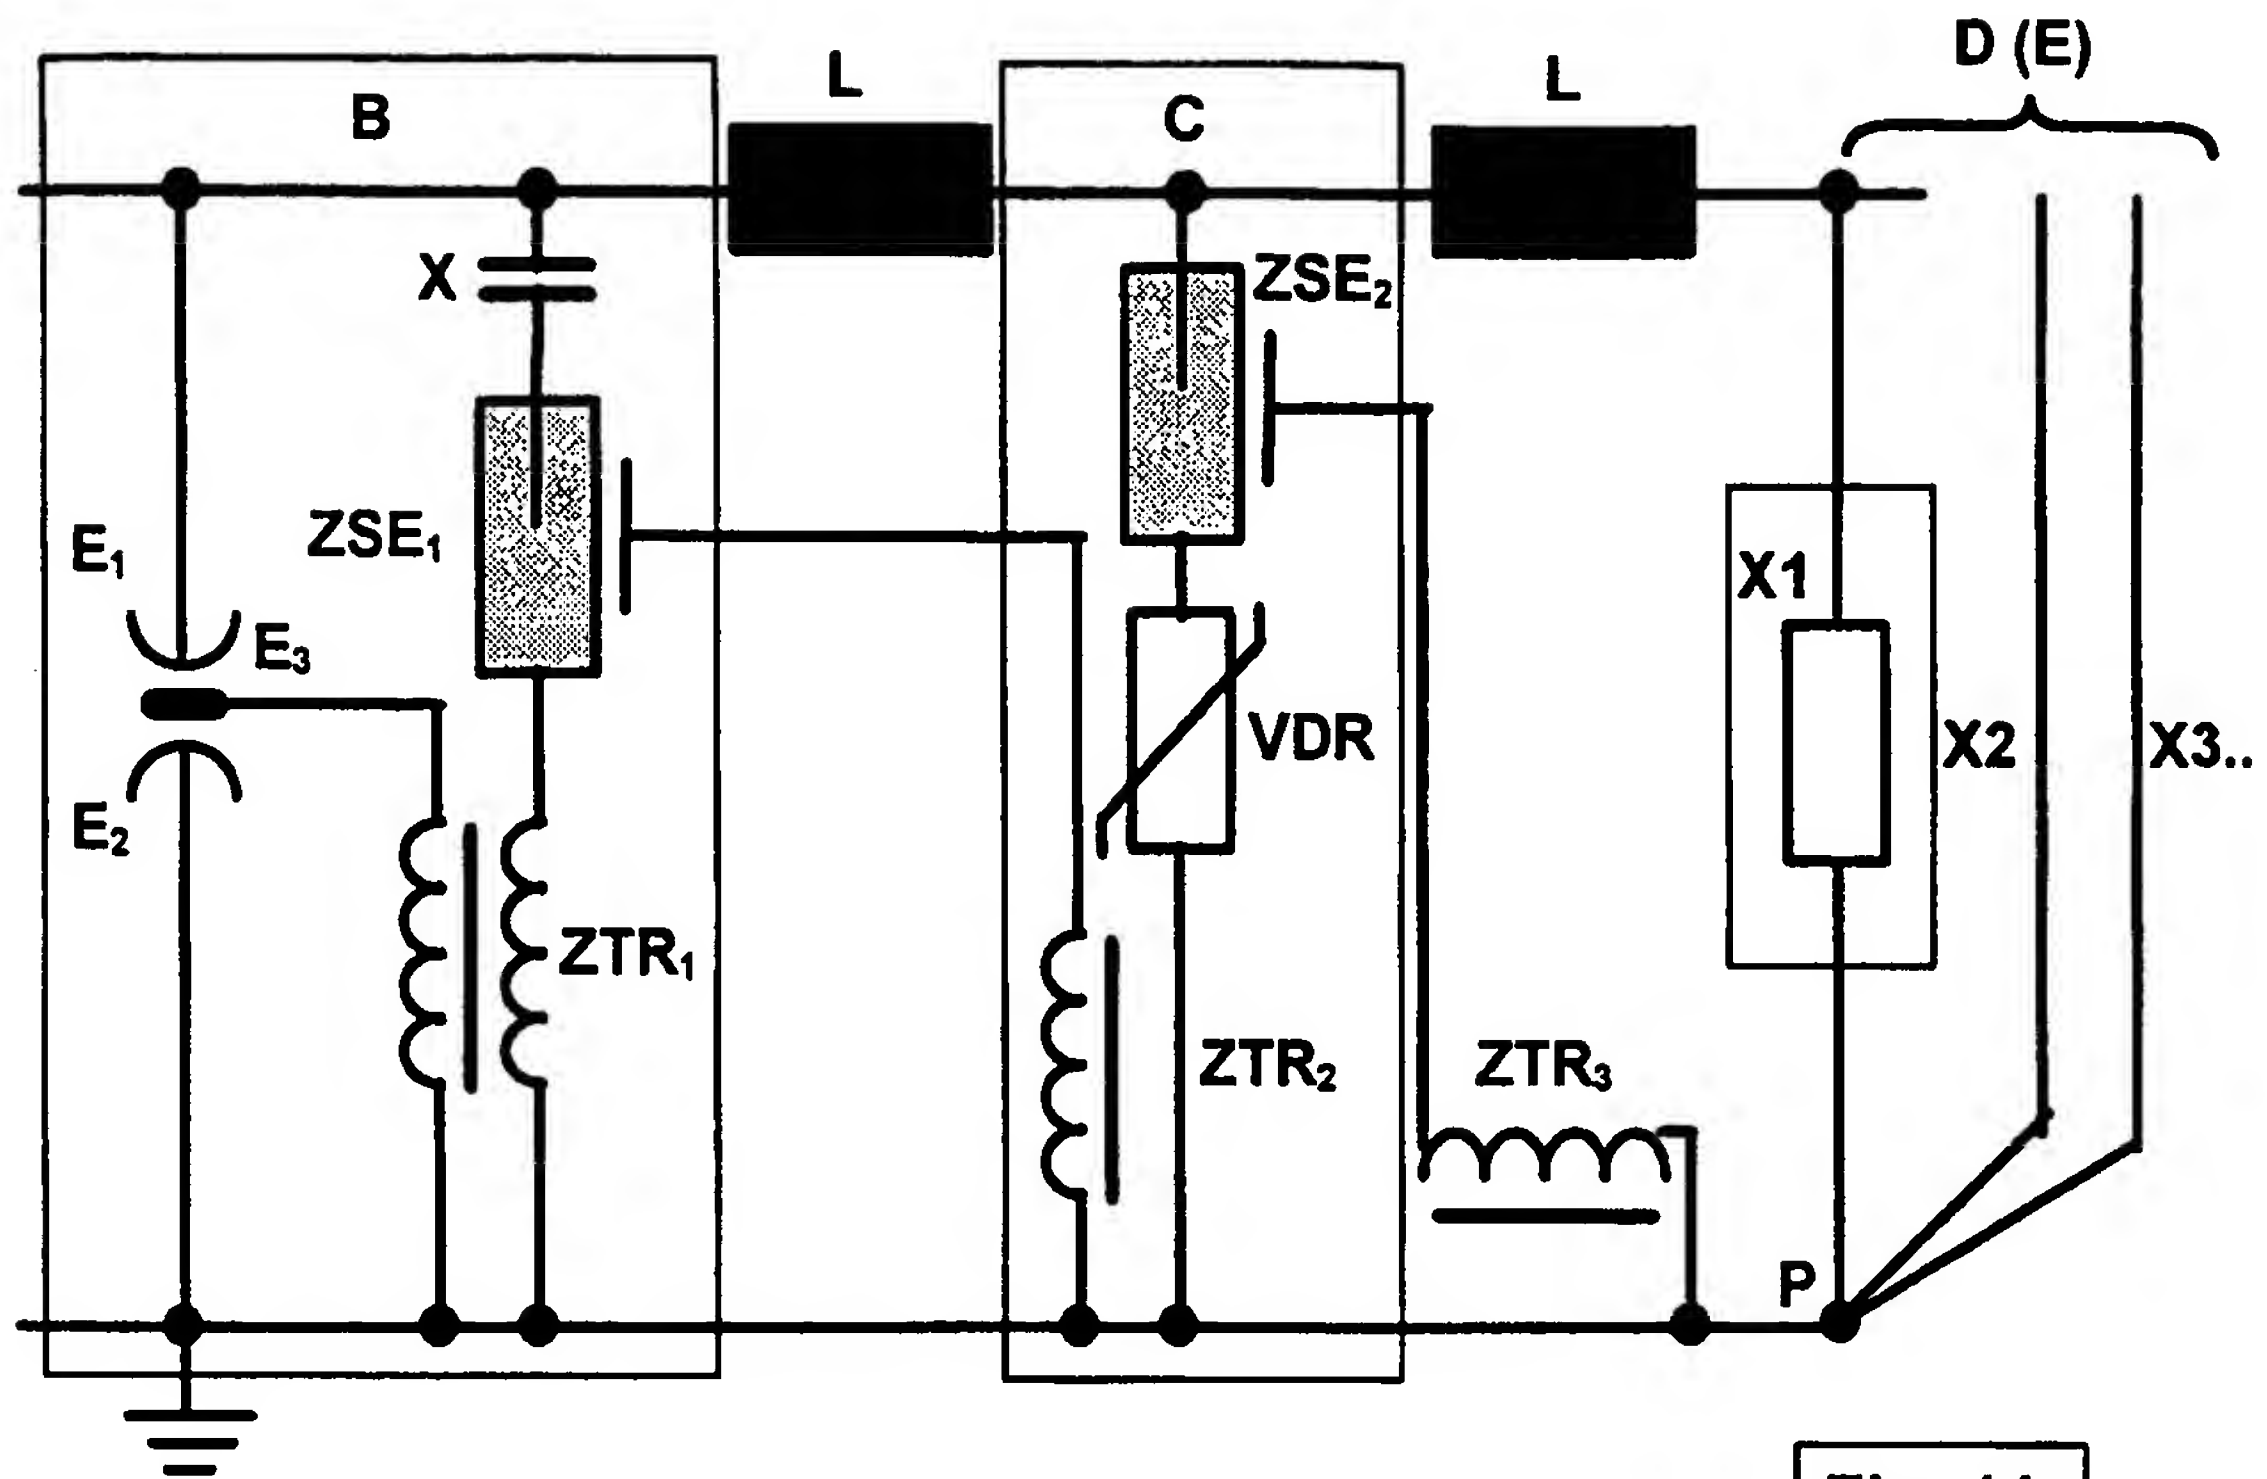 D (E)
L
L
B
C
X
ZSE₂
E₁
ZSE₁
X1
E₃
VDR
X2
X3..
E₂
ZTR₁
ZTR₂
ZTR₃
P